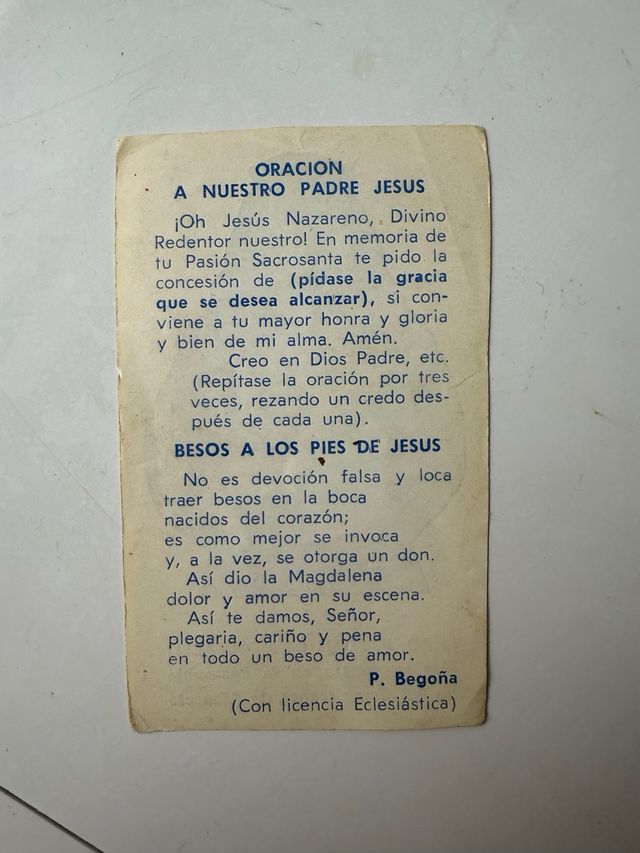 ORACION
A NUESTRO PADRE JESUS
¡Oh Jesús Nazareno, Divino
Redentor nuestro! En memoria de
tu Pasión Sacrosanta te pido la
concesión de (pídase la gracia
que se desea alcanzar), si con-
viene a tu mayor honra y gloria
y bien de mi alma. Amén.
Creo en Dios Padre, etc.
(Repítase la oración por tres
veces, rezando un credo des-
pués de cada una).
BESOS A LOS PIES DE JESUS
No es devoción falsa y loca
traer besos en la boca
nacidos del corazón;
es como mejor se invoca
y, a la vez, se otorga un don.
Así dio la Magdalena
dolor y amor en su escena.
Así te damos, Señor,
plegaria, cariño y pena
en todo un beso de amor.
P. Begoña
(Con licencia Eclesiástica)